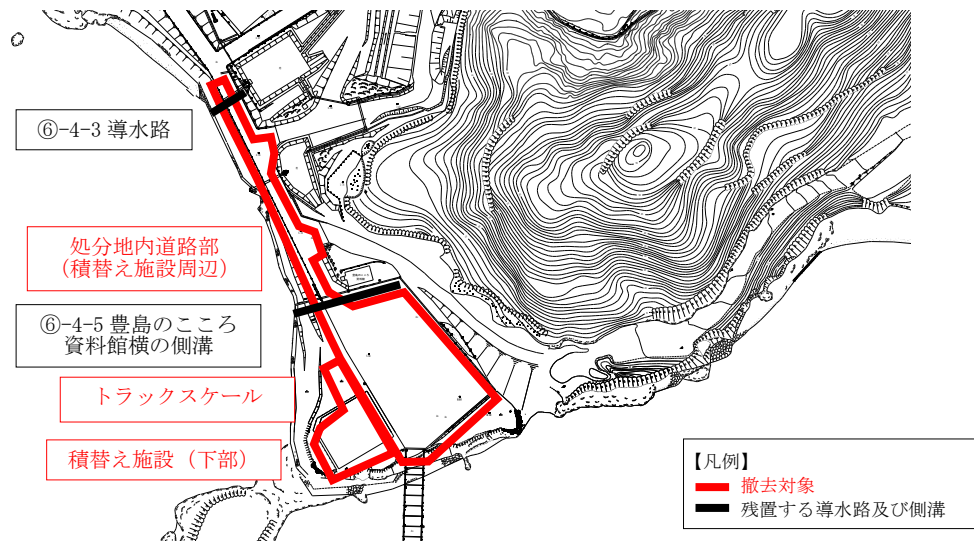 ⑥-4-3 導水路
処分地内道路部
(積替え施設周辺)
⑥-4-5 豊島のこころ
資料館横の側溝
トラックスケール
積替え施設（下部）
【凡例】
撤去対象
残置する導水路及び側溝